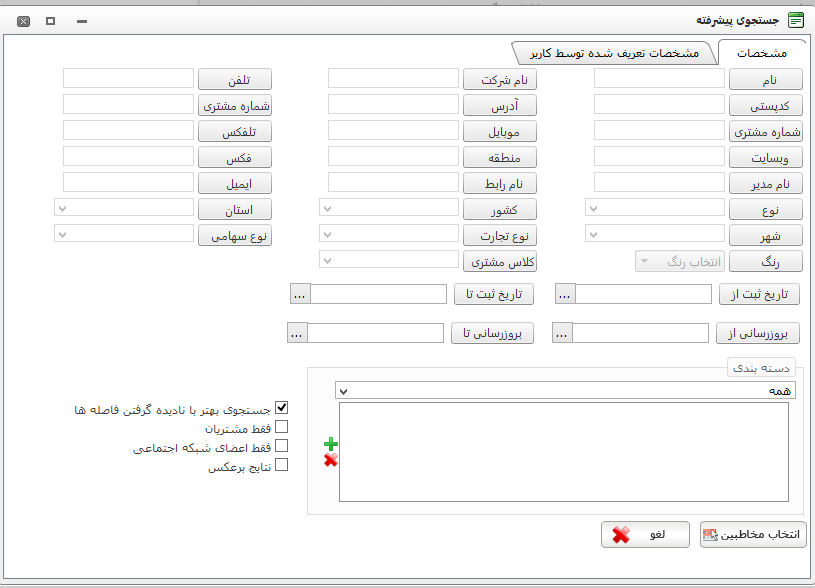 جستجوی پیشرفته
مشخصات مشخصات تعریف شده توسط کاربر
نام نام شرکت تلفن
کدپستی آدرس شماره مشتری
شماره مشتری موبایل تلفکس
وبسایت منطقه فکس
نام مدیر نام رابط ایمیل
نوع کشور استان
شهر نوع تجارت نوع سهامی
رنگ انتخاب رنگ کلاس مشتری
تاریخ ثبت از ... تاریخ ثبت تا ...
بروزرسانی از ... بروزرسانی تا ...
دسته بندی
همه
جستجوی بهتر با نادیده گرفتن فاصله ها
فقط مشتریان
فقط اعضای شبکه اجتماعی
نتایج برعکس
انتخاب مخاطبین لغو